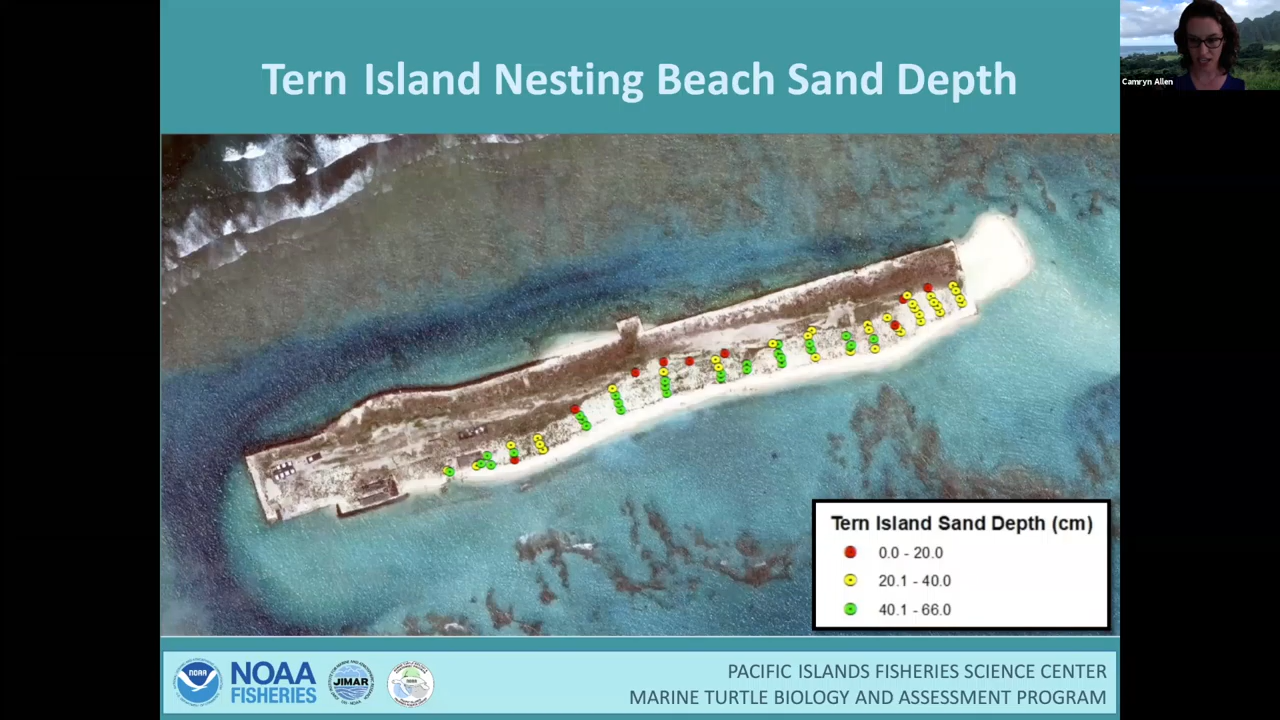 Tern Island Nesting Beach Sand Depth
Camryn Allen
Tern Island Sand Depth (cm)
0.0 - 20.0
20.1 - 40.0
40.1 - 66.0
NOAA
NOAA
FISHERIES
JIMAR
PACIFIC ISLANDS FISHERIES SCIENCE CENTER
MARINE TURTLE BIOLOGY AND ASSESSMENT PROGRAM